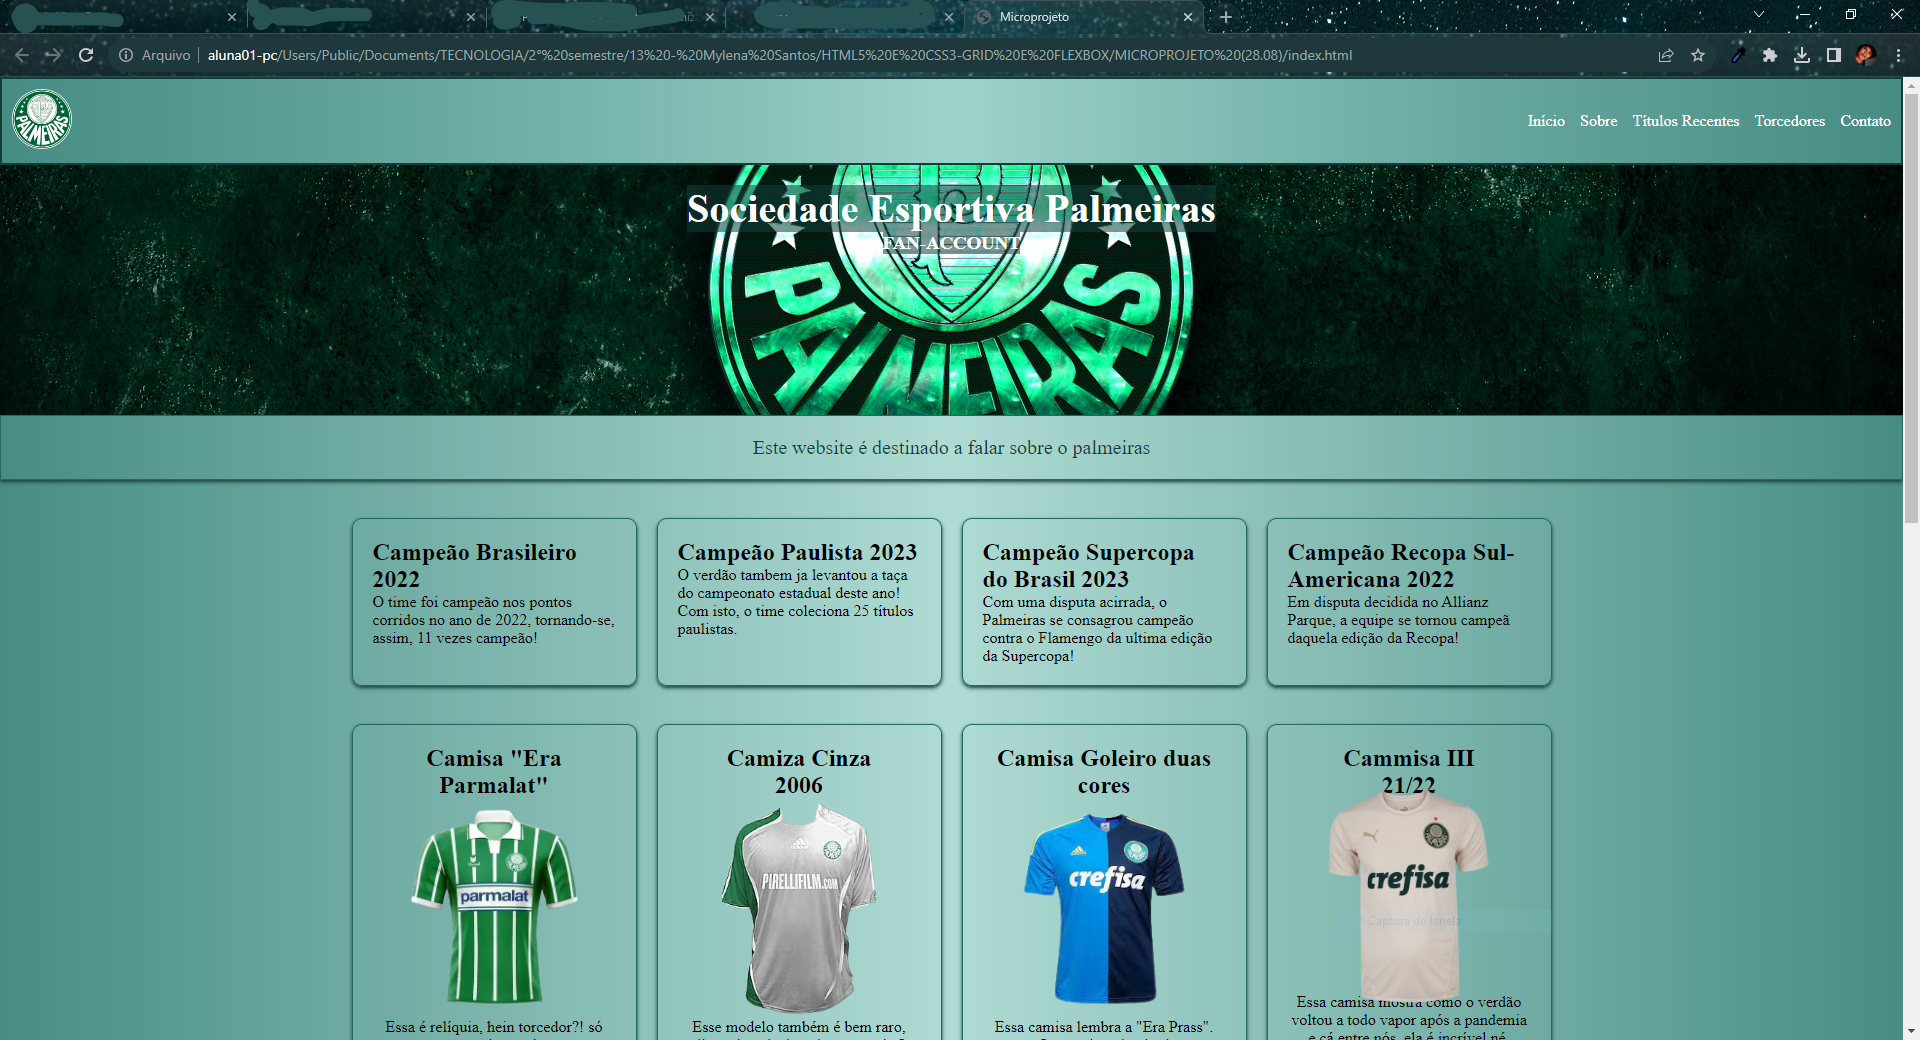 Microprojeto
Arquivo aluna01-pc/Users/Public/Documents/TECNOLOGIA/2°%20semestre/13%20-%20Mylena%20Santos/HTML5%20E%20CSS3-GRID%20E%20FLEXBOX/MICROPROJETO%20(28.08)/index.html
PALMEIRAS
Início Sobre Títulos Recentes Torcedores Contato
Sociedade Esportiva Palmeiras
FAN-ACCOUNT
PALMEIRAS
Este website é destinado a falar sobre o palmeiras
Campeão Brasileiro
2022
O time foi campeão nos pontos
corridos no ano de 2022, tornando-se,
assim, 11 vezes campeão!
Campeão Paulista 2023
O verdão tambem ja levantou a taça
do campeonato estadual deste ano!
Com isto, o time coleciona 25 títulos
paulistas.
Campeão Supercopa
do Brasil 2023
Com uma disputa acirrada, o
Palmeiras se consagrou campeão
contra o Flamengo da ultima edição
da Supercopa!
Campeão Recopa Sul-
Americana 2022
Em disputa decidida no Allianz
Parque, a equipe se tornou campeã
daquela edição da Recopa!
Camisa "Era
Parmalat"
parmalat
Essa é relíquia, hein torcedor?! só
Camiza Cinza
2006
PIRELLIFILM.COM
Esse modelo também é bem raro,
Camisa Goleiro duas
cores
crefisa
Essa camisa lembra a "Era Prass".
Cammisa III
21/22
crefisa
Captura de Janela
Essa camisa mostra como o verdão
voltou a todo vapor após a pandemia
e cá entre nós, ela é incrível né